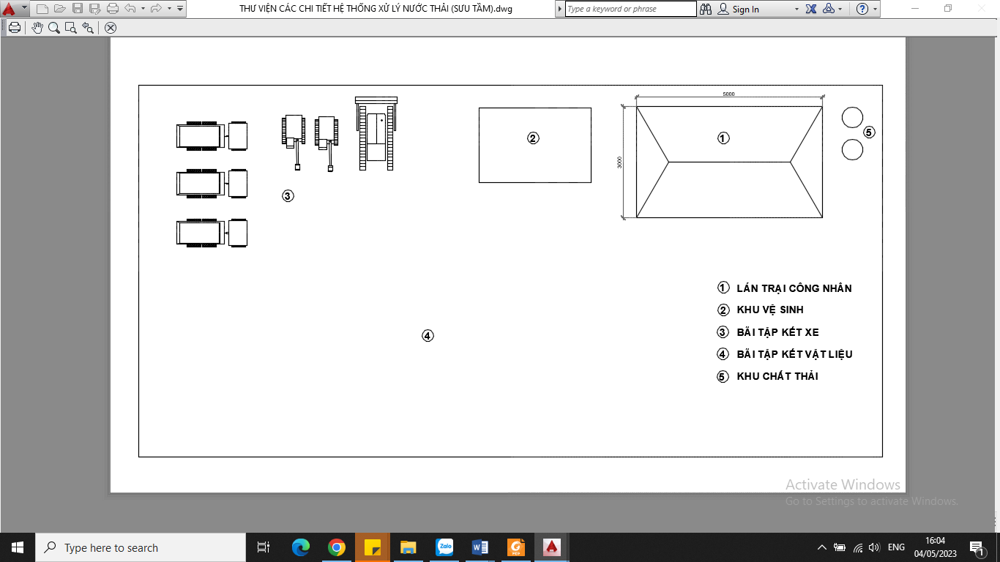 THƯ VIỆN CÁC CHI TIẾT HỆ THỐNG XỬ LÝ NƯỚC THẢI (SƯU TẦM).dwg
Type a keyword or phrase
Sign In
5000
3000
1
2
5
3
4
1 LÁN TRẠI CÔNG NHÂN
2 KHU VỆ SINH
3 BÃI TẬP KẾT XE
4 BÃI TẬP KẾT VẬT LIỆU
5 KHU CHẤT THẢI
Activate Windows
Go to Settings to activate Windows.
Type here to search
Zalo
PDF
ENG
16:04
04/05/2023
1